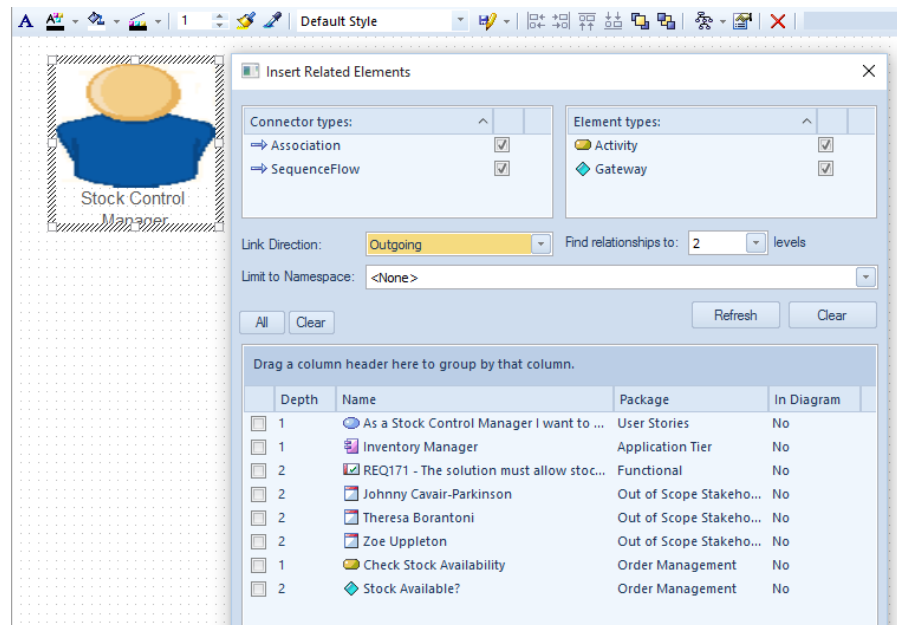 A 1 Default Style
Insert Related Elements
Connector types: Element types:
Association Activity
SequenceFlow Gateway
Stock Control
Manager
Link Direction: Outgoing Find relationships to: 2 levels
Limit to Namespace: <None>
All Clear Refresh Clear
Drag a column header here to group by that column.
Depth Name Package In Diagram
1 As a Stock Control Manager I want to ... User Stories No
1 Inventory Manager Application Tier No
2 REQ171 - The solution must allow stoc... Functional No
2 Johnny Cavair-Parkinson Out of Scope Stakeho... No
2 Theresa Borantoni Out of Scope Stakeho... No
2 Zoe Uppleton Out of Scope Stakeho... No
1 Check Stock Availability Order Management No
2 Stock Available? Order Management No